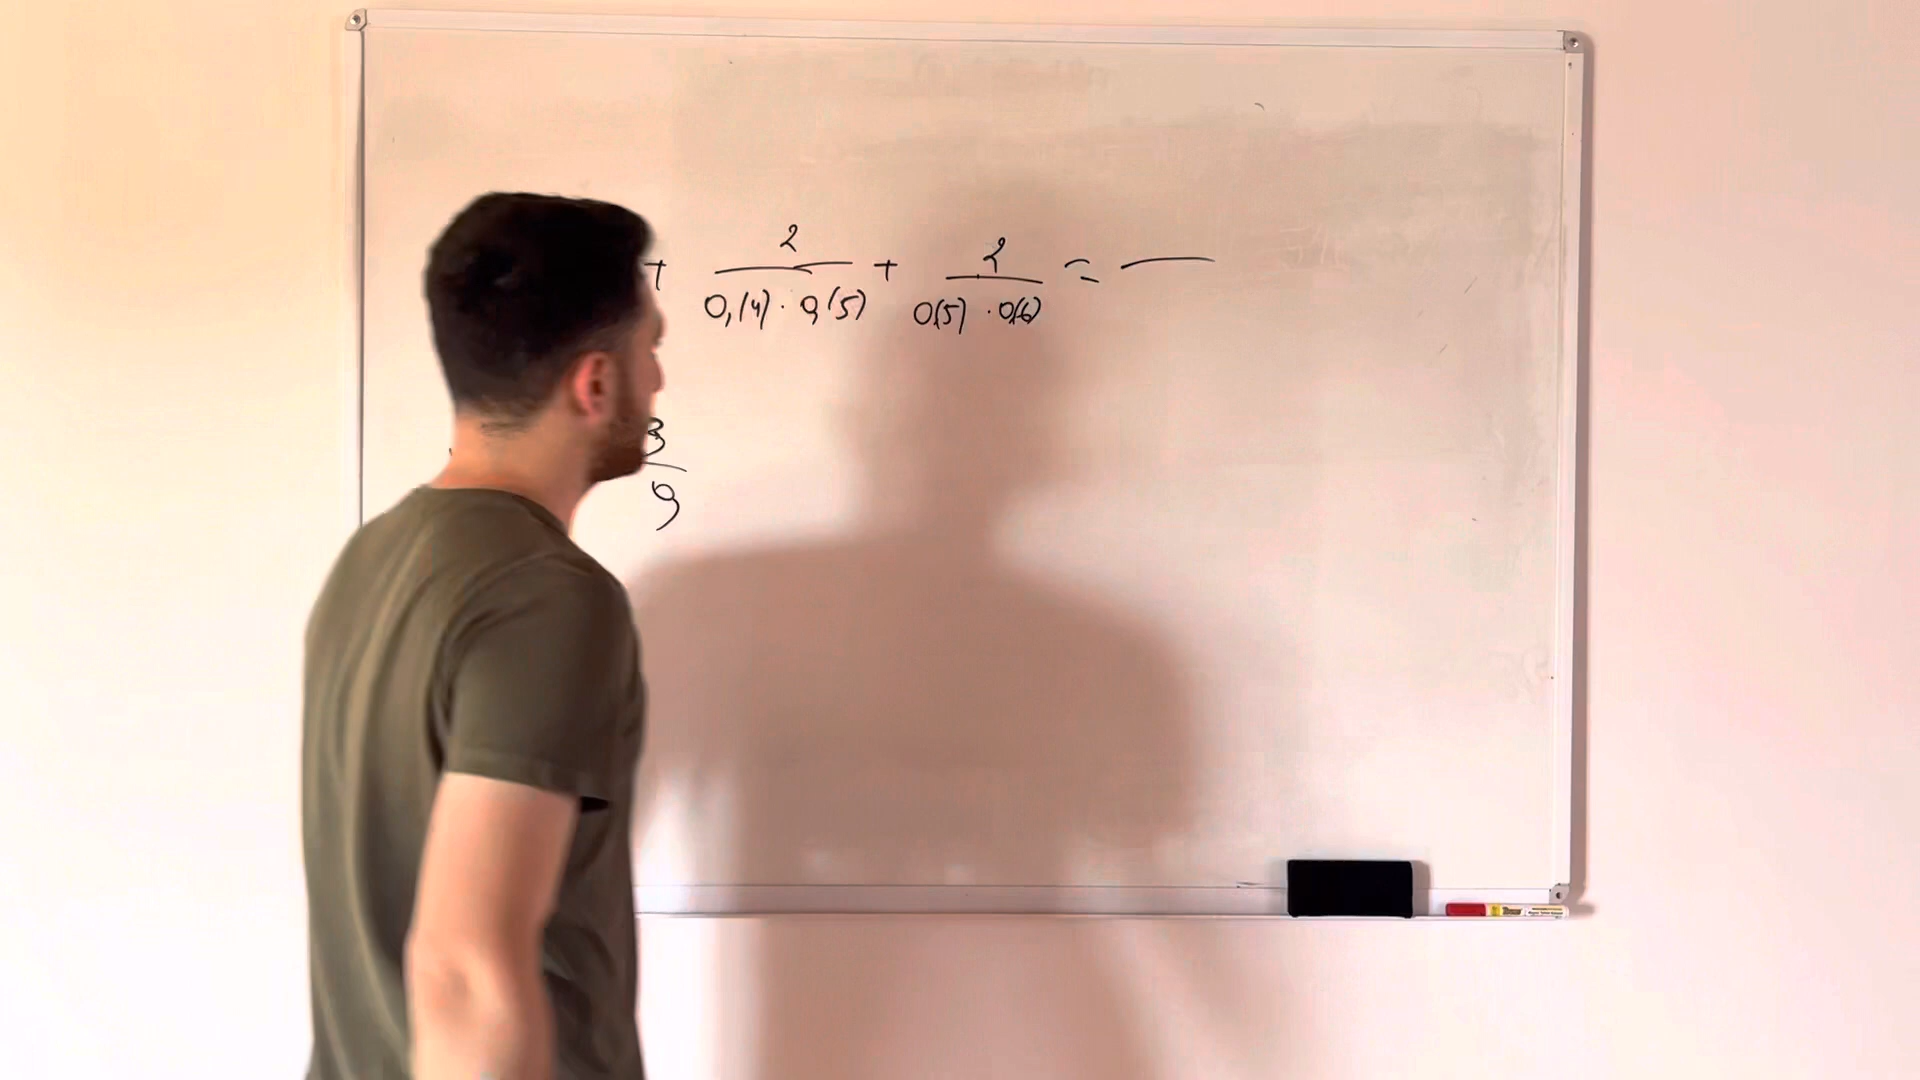 + 2/(0,(4) · 0,(5)) + 2/(0(5) · 0,(6)) = —
3/9